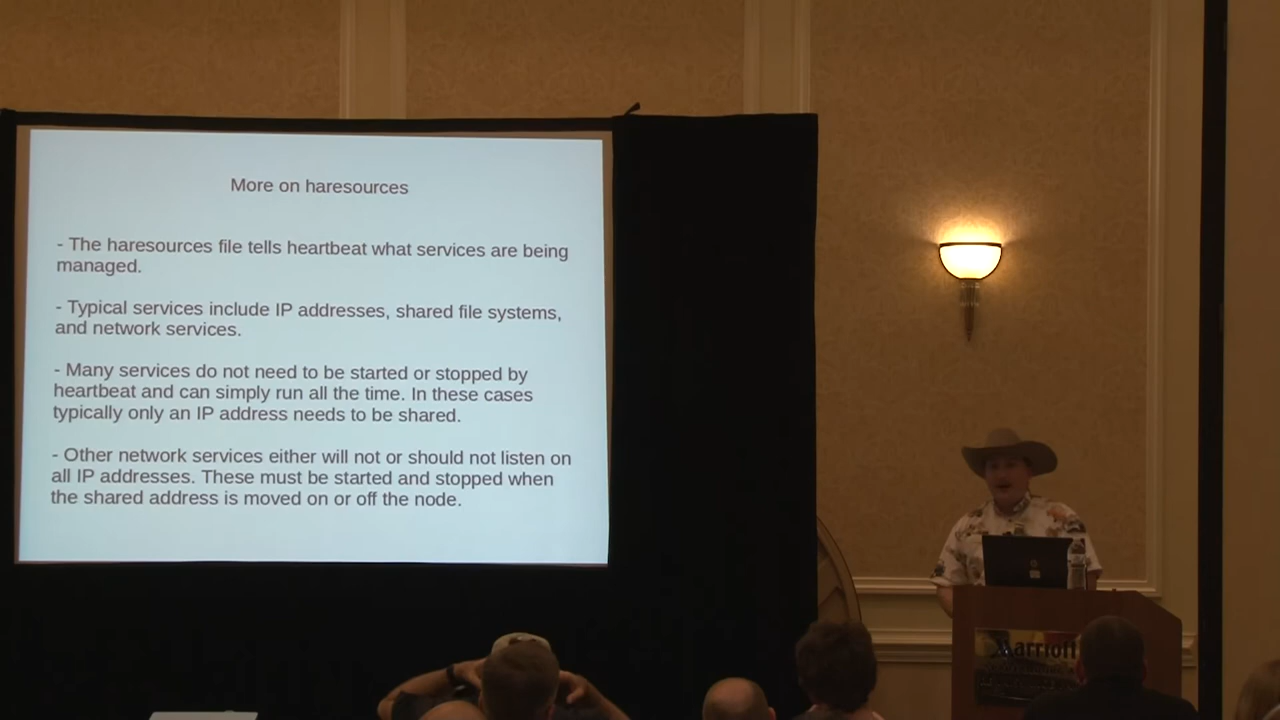 More on haresources
- The haresources file tells heartbeat what services are being
managed.
- Typical services include IP addresses, shared file systems,
and network services.
- Many services do not need to be started or stopped by
heartbeat and can simply run all the time. In these cases
typically only an IP address needs to be shared.
- Other network services either will not or should not listen on
all IP addresses. These must be started and stopped when
the shared address is moved on or off the node.
Marriott